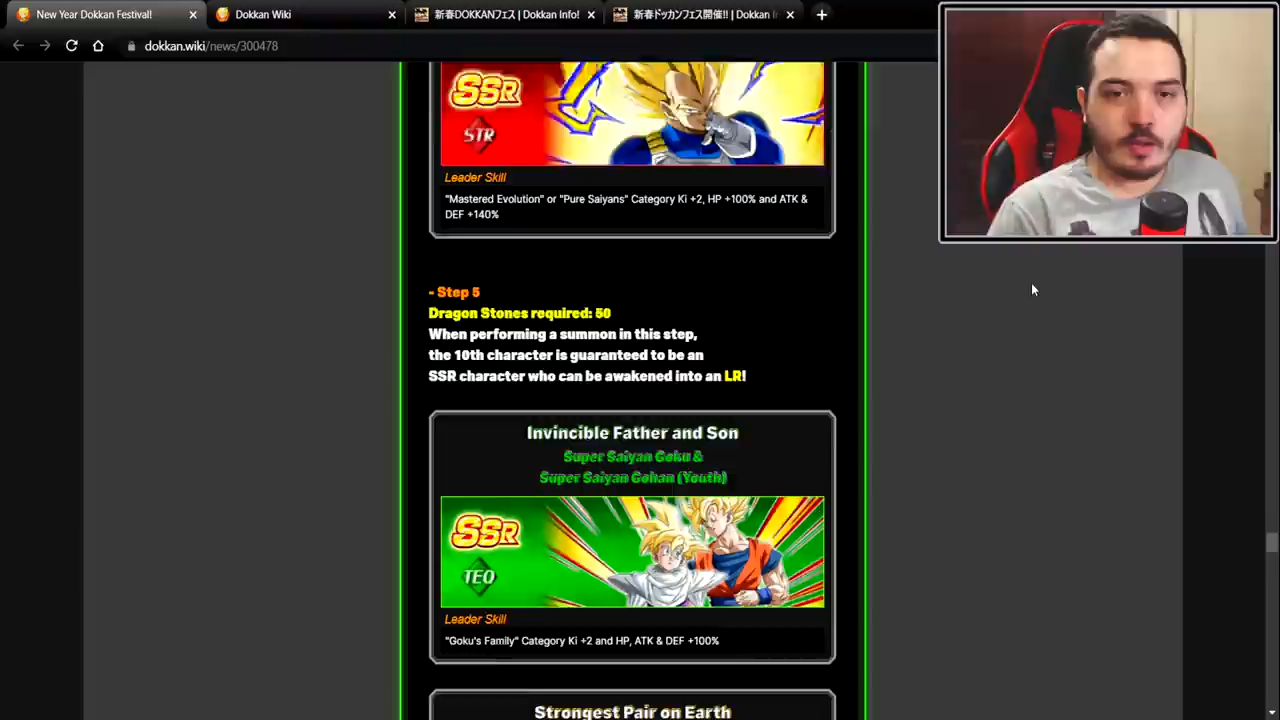 New Year Dokkan Festival!
Dokkan Wiki
新春DOKKANフェス | Dokkan Info!
新春ドッカンフェス開催!! | Dokkan I
dokkan.wiki/news/300478
SSR
STR
Leader Skill
"Mastered Evolution" or "Pure Saiyans" Category Ki +2, HP +100% and ATK &
DEF +140%
- Step 5
Dragon Stones required: 50
When performing a summon in this step,
the 10th character is guaranteed to be an
SSR character who can be awakened into an LR!
Invincible Father and Son
Super Saiyan Goku &
Super Saiyan Gohan (Youth)
SSR
TEQ
Leader Skill
"Goku's Family" Category Ki +2 and HP, ATK & DEF +100%
Strongest Pair on Earth